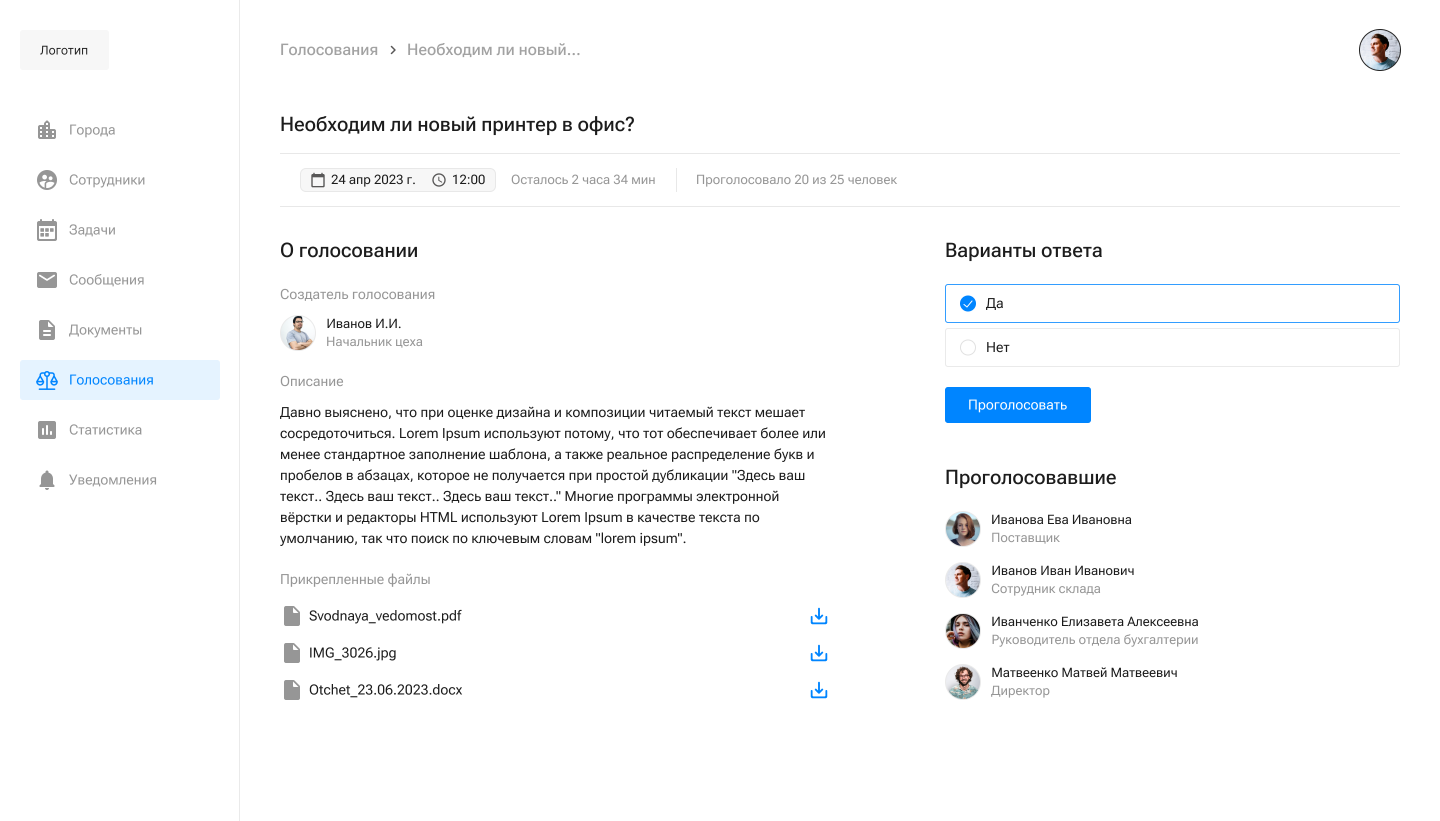 Логотип
Города
Сотрудники
Задачи
Сообщения
Документы
Голосования
Статистика
Уведомления
Голосования > Необходим ли новый...
Необходим ли новый принтер в офис?
24 апр 2023 г. 12:00 Осталось 2 часа 34 мин Проголосовало 20 из 25 человек
О голосовании
Создатель голосования
Иванов И.И.
Начальник цеха
Описание
Давно выяснено, что при оценке дизайна и композиции читаемый текст мешает
сосредоточиться. Lorem Ipsum используют потому, что тот обеспечивает более или
менее стандартное заполнение шаблона, а также реальное распределение букв и
пробелов в абзацах, которое не получается при простой дубликации "Здесь ваш
текст.. Здесь ваш текст.. Здесь ваш текст.." Многие программы электронной
вёрстки и редакторы HTML используют Lorem Ipsum в качестве текста по
умолчанию, так что поиск по ключевым словам "lorem ipsum".
Прикрепленные файлы
Svodnaya_vedomost.pdf
IMG_3026.jpg
Otchet_23.06.2023.docx
Варианты ответа
Да
Нет
Проголосовать
Проголосовавшие
Иванова Ева Ивановна
Поставщик
Иванов Иван Иванович
Сотрудник склада
Иванченко Елизавета Алексеевна
Руководитель отдела бухгалтерии
Матвеенко Матвей Матвеевич
Директор